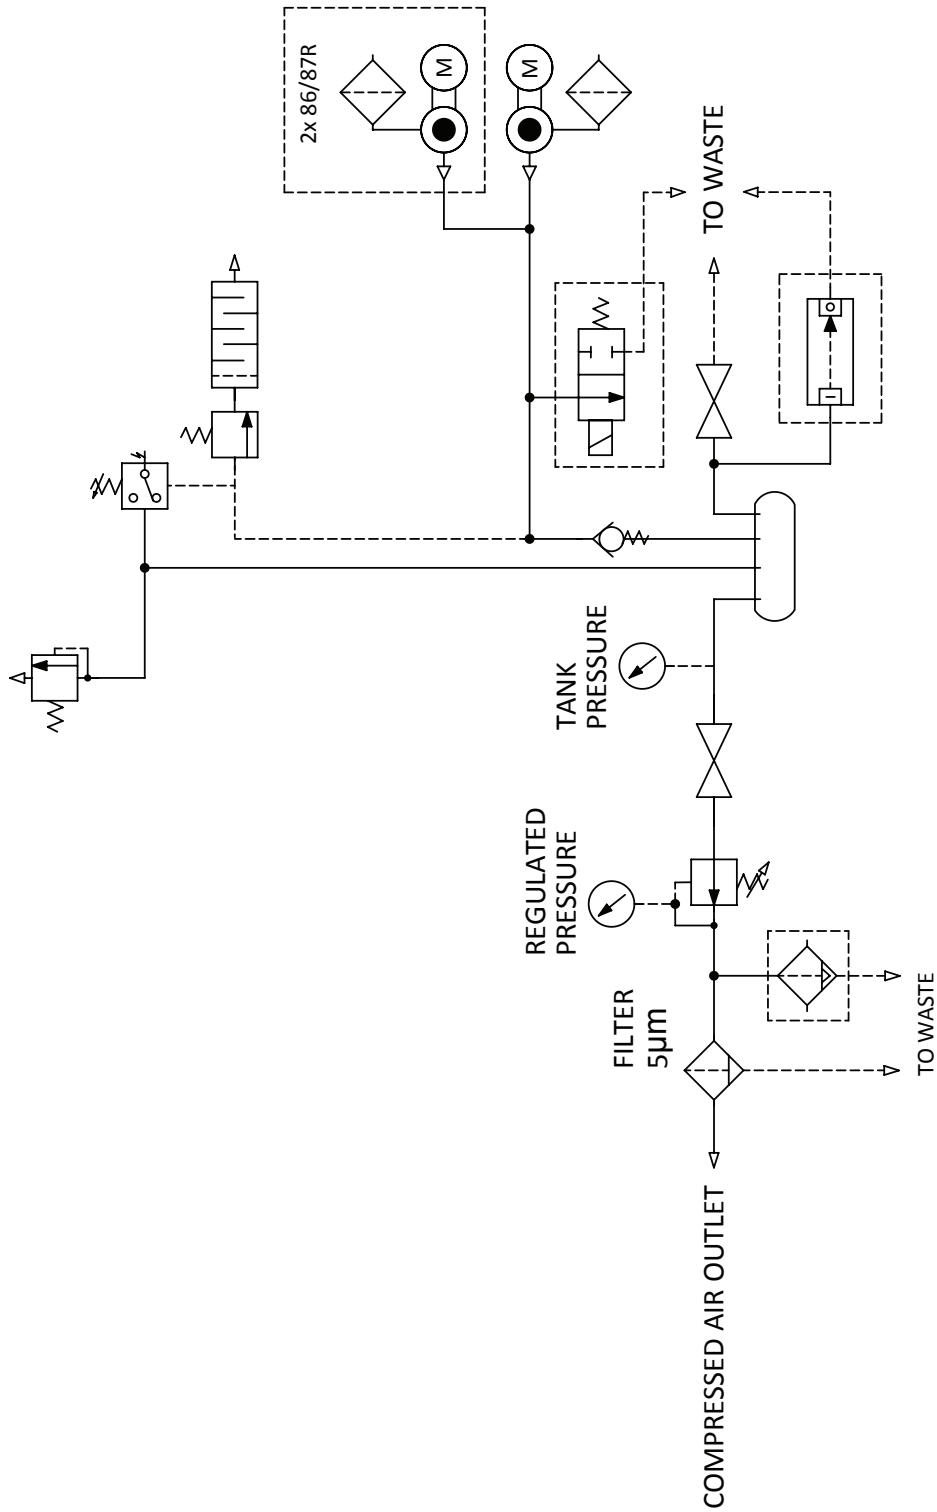 2x 86/87R
M
M
TO WASTE
TANK
PRESSURE
REGULATED
PRESSURE
FILTER
5µm
TO WASTE
COMPRESSED AIR OUTLET